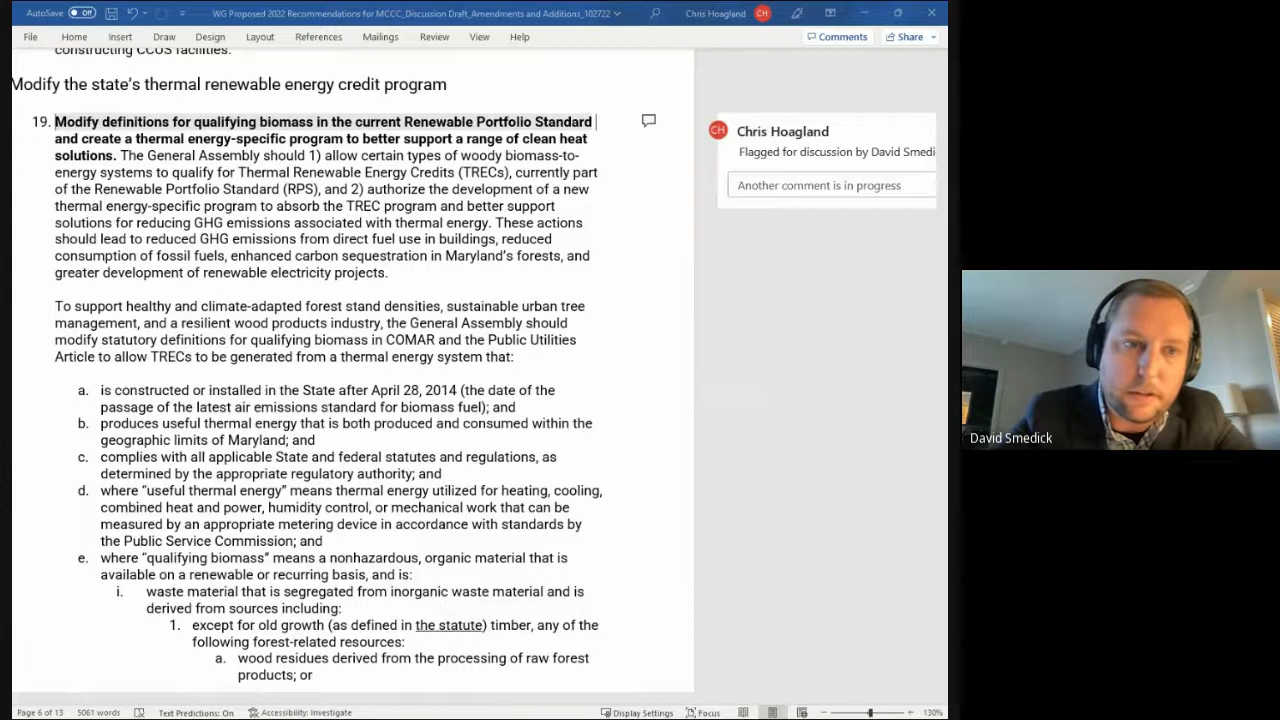 AutoSave Off WG Proposed 2022 Recommendations for MCCC_Discussion Draft_Amendments and Additions_102722 Chris Hoagland CH
File Home Insert Draw Design Layout References Mailings Review View Help Comments Share
constructing CCUS facilities.
Modify the state's thermal renewable energy credit program
19. Modify definitions for qualifying biomass in the current Renewable Portfolio Standard
and create a thermal energy-specific program to better support a range of clean heat
solutions. The General Assembly should 1) allow certain types of woody biomass-to-
energy systems to qualify for Thermal Renewable Energy Credits (TRECs), currently part
of the Renewable Portfolio Standard (RPS), and 2) authorize the development of a new
thermal energy-specific program to absorb the TREC program and better support
solutions for reducing GHG emissions associated with thermal energy. These actions
should lead to reduced GHG emissions from direct fuel use in buildings, reduced
consumption of fossil fuels, enhanced carbon sequestration in Maryland's forests, and
greater development of renewable electricity projects.
To support healthy and climate-adapted forest stand densities, sustainable urban tree
management, and a resilient wood products industry, the General Assembly should
modify statutory definitions for qualifying biomass in COMAR and the Public Utilities
Article to allow TRECs to be generated from a thermal energy system that:
a. is constructed or installed in the State after April 28, 2014 (the date of the
passage of the latest air emissions standard for biomass fuel); and
b. produces useful thermal energy that is both produced and consumed within the
geographic limits of Maryland; and
c. complies with all applicable State and federal statutes and regulations, as
determined by the appropriate regulatory authority; and
d. where “useful thermal energy” means thermal energy utilized for heating, cooling,
combined heat and power, humidity control, or mechanical work that can be
measured by an appropriate metering device in accordance with standards by
the Public Service Commission; and
e. where “qualifying biomass” means a nonhazardous, organic material that is
available on a renewable or recurring basis, and is:
i. waste material that is segregated from inorganic waste material and is
derived from sources including:
1. except for old growth (as defined in the statute) timber, any of the
following forest-related resources:
a. wood residues derived from the processing of raw forest
products; or
CH Chris Hoagland
Flagged for discussion by David Smedi
Another comment is in progress
David Smedick
Page 6 of 13 5061 words Text Predictions: On Accessibility: Investigate Display Settings Focus 130%